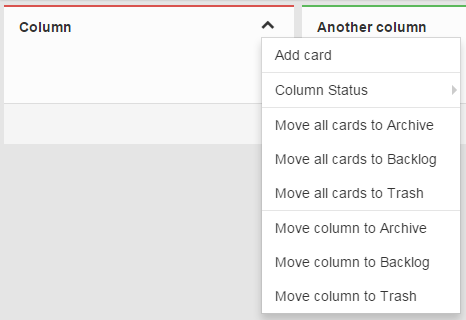 Column
Another column
Add card
Column Status
Move all cards to Archive
Move all cards to Backlog
Move all cards to Trash
Move column to Archive
Move column to Backlog
Move column to Trash